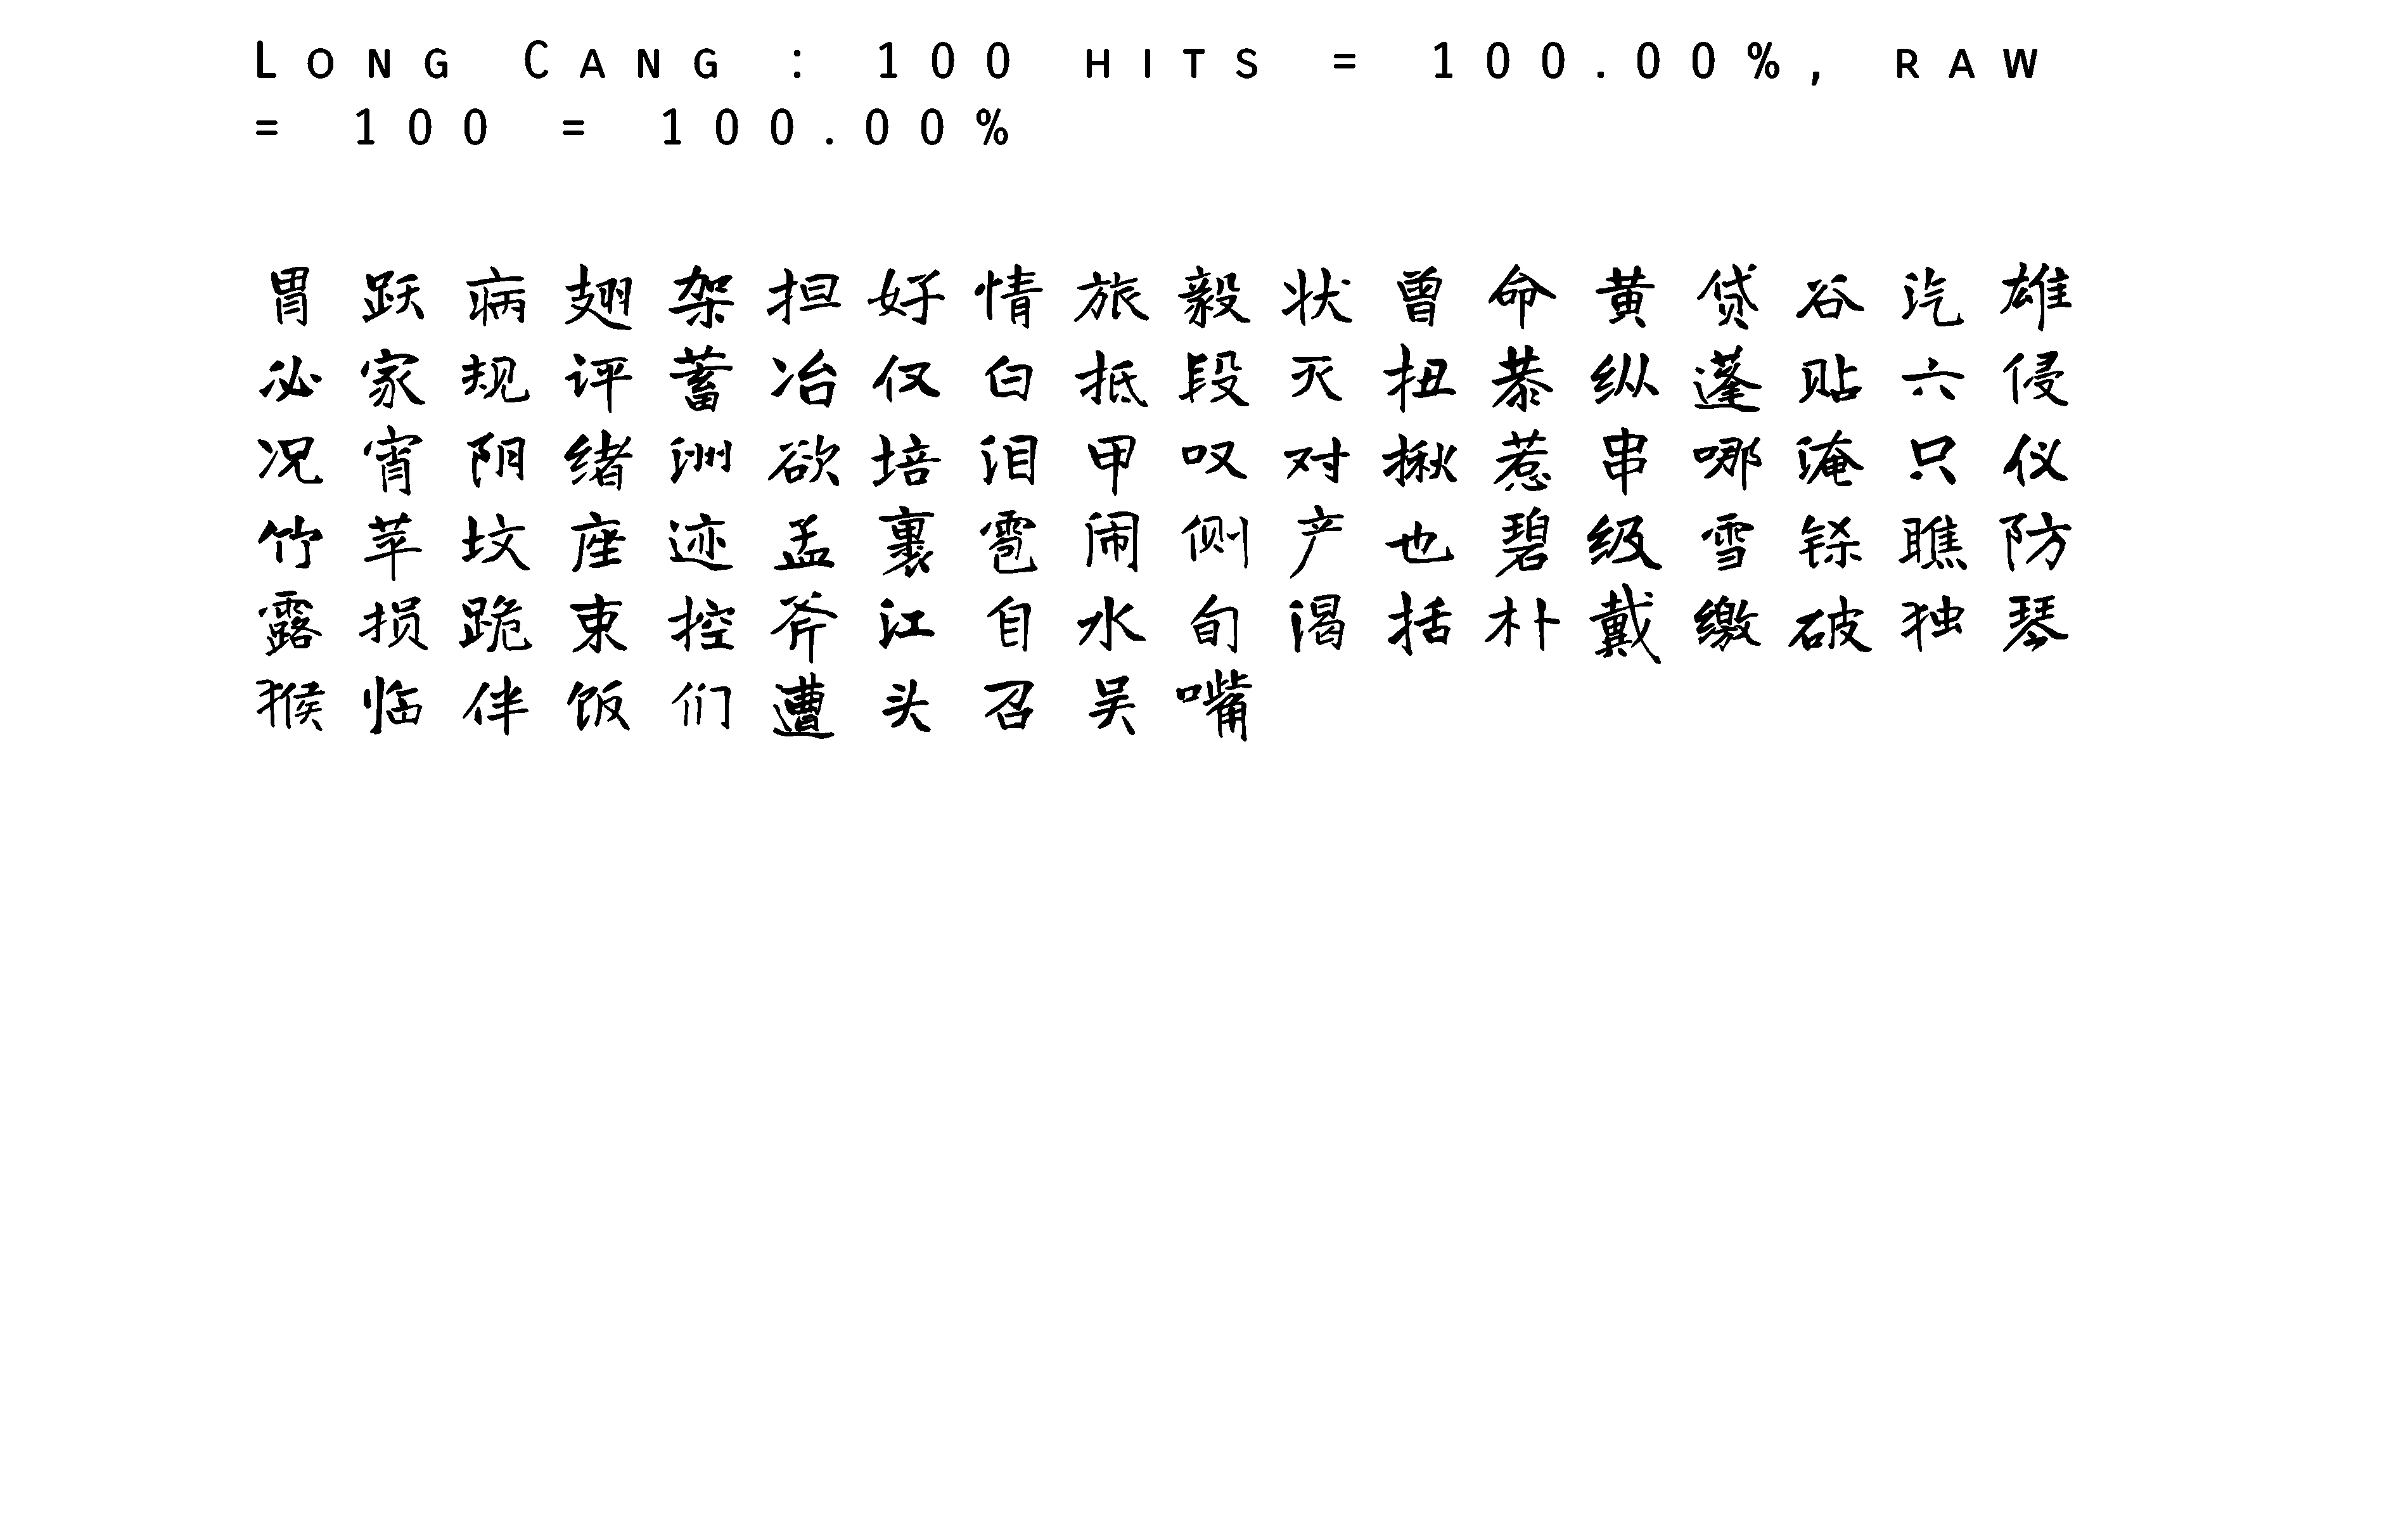 Long Cang : 100 hits = 100.00%, raw
= 100 = 100.00%
胃跃病翅架担好情旅毅状曾命黄贷谷汽雄
泌家规评蓄冶仅白抵段灭扭恭纵蓬贴六侵
况宵阴绪洲欲培泪甲叹对揪惹串哪淹只仪
竹苹坟座迹孟裹雹闹侧产也碧级雪铩瞧防
露损跪束控斧江自水旬渴括朴戴缴破独琴
猴临伴饭们遭头召吴嘴